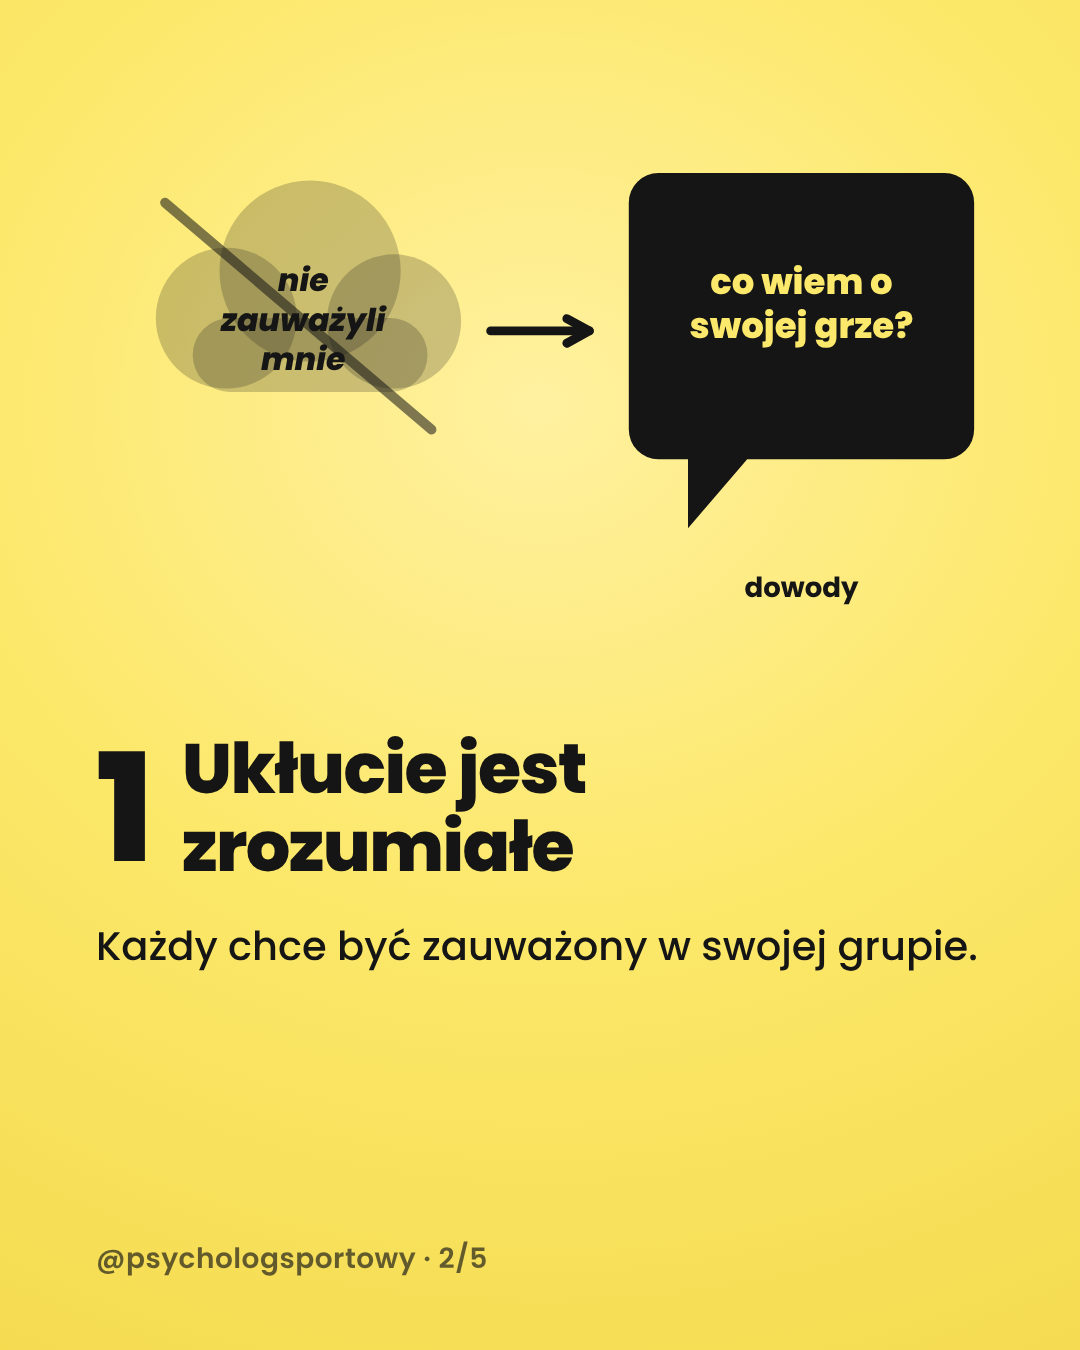 nie
zauważyli
mnie
co wiem o
swojej grze?
dowody
1 Ukłucie jest
zrozumiałe
Każdy chce być zauważony w swojej grupie.
@psychologsportowy · 2/5